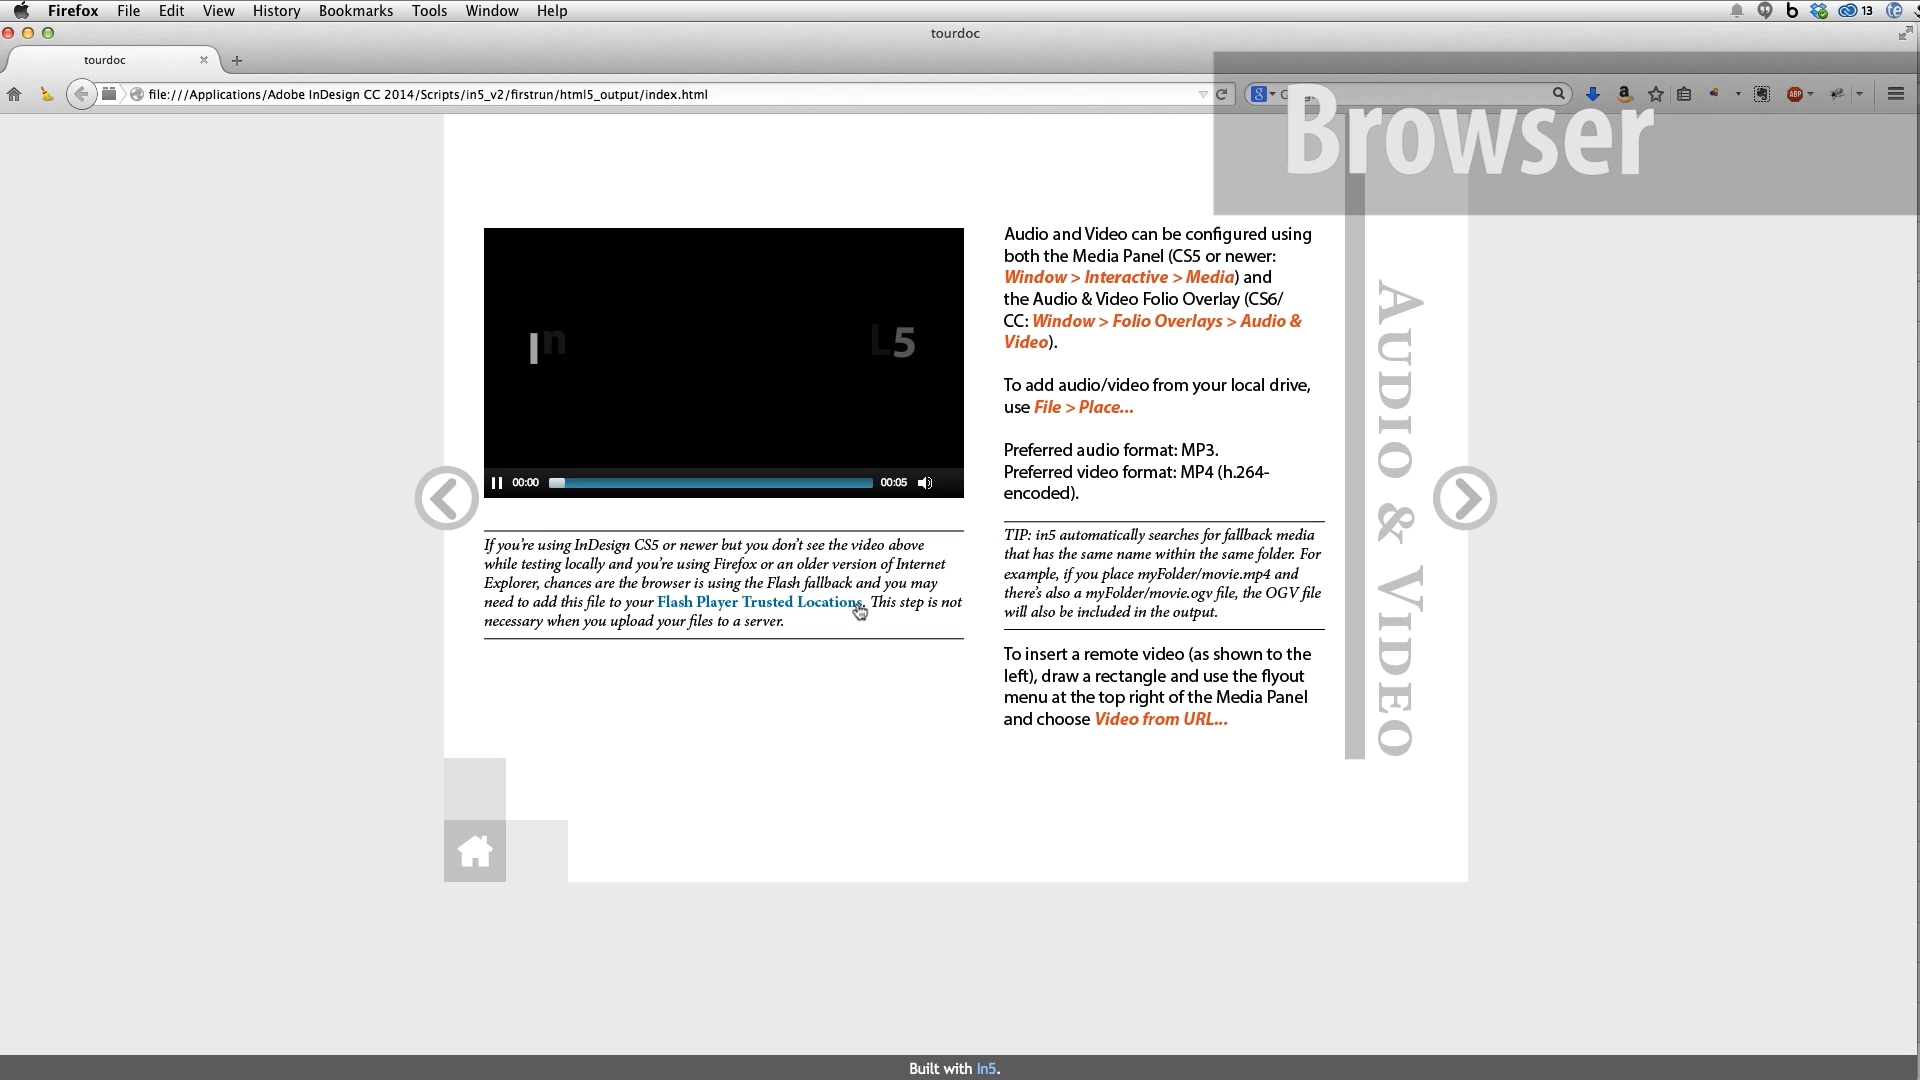 Firefox File Edit View History Bookmarks Tools Window Help
13
tourdoc
tourdoc
file:///Applications/Adobe InDesign CC 2014/Scripts/in5_v2/firstrun/html5_output/index.html
Browser
In L5
00:00 00:05
If you're using InDesign CS5 or newer but you don't see the video above
while testing locally and you're using Firefox or an older version of Internet
Explorer, chances are the browser is using the Flash fallback and you may
need to add this file to your Flash Player Trusted Locations. This step is not
necessary when you upload your files to a server.
Audio and Video can be configured using
both the Media Panel (CS5 or newer:
Window > Interactive > Media) and
the Audio & Video Folio Overlay (CS6/
CC: Window > Folio Overlays > Audio &
Video).
To add audio/video from your local drive,
use File > Place...
Preferred audio format: MP3.
Preferred video format: MP4 (h.264-
encoded).
TIP: in5 automatically searches for fallback media
that has the same name within the same folder. For
example, if you place myFolder/movie.mp4 and
there's also a myFolder/movie.ogv file, the OGV file
will also be included in the output.
To insert a remote video (as shown to the
left), draw a rectangle and use the flyout
menu at the top right of the Media Panel
and choose Video from URL...
Audio & Video
Built with In5.